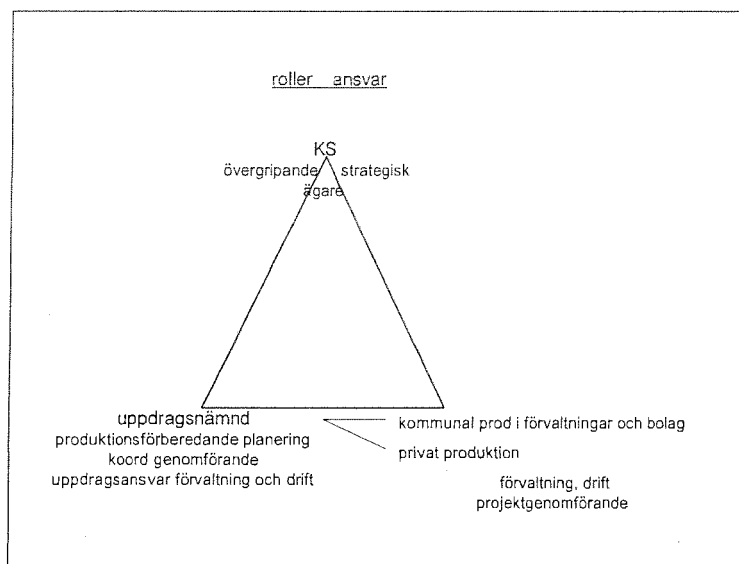 roller ansvar
KS
övergripande strategisk
ägare
uppdragsnämnd
produktionsförberedande planering
koord genomförande
uppdragsansvar förvaltning och drift
kommunal prod i förvaltningar och bolag
privat produktion
förvaltning, drift
projektgenomförande